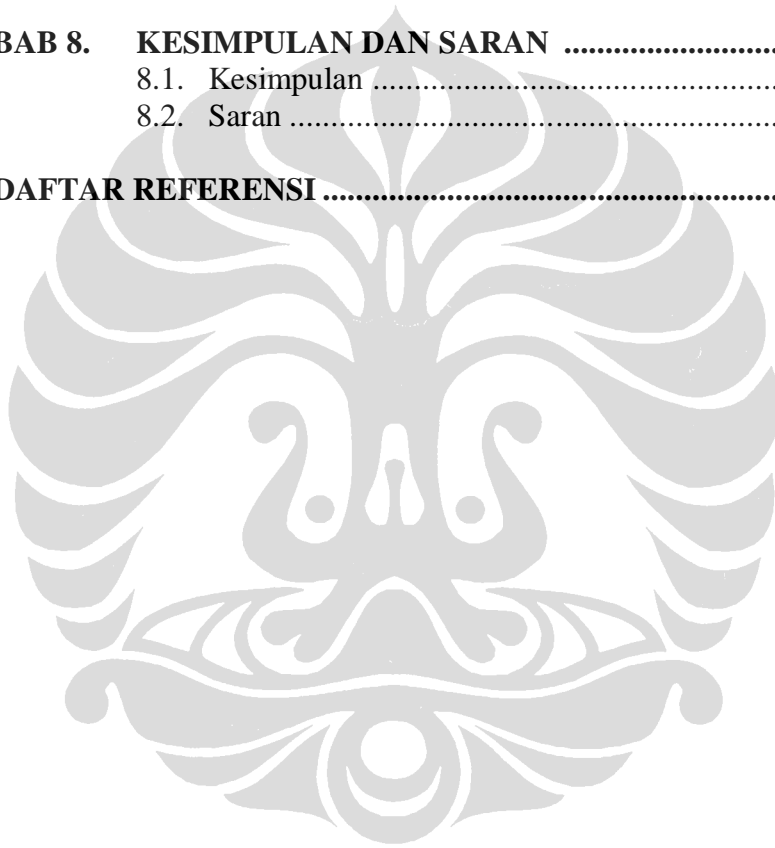 BAB 8. KESIMPULAN DAN SARAN ............................
8.1. Kesimpulan ..................................................
8.2. Saran ............................................................
DAFTAR REFERENSI ........................................................